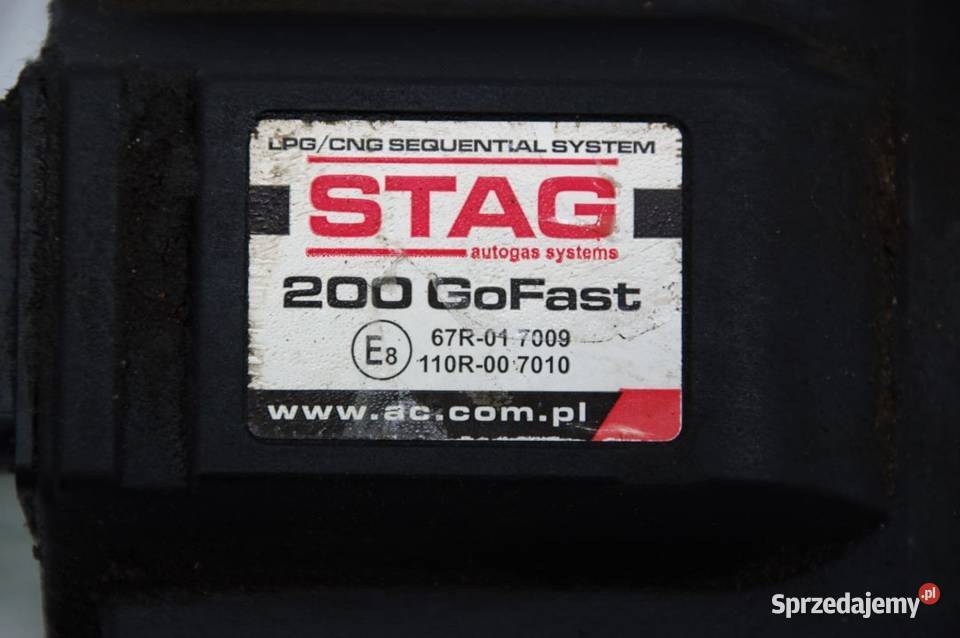 LPG/CNG SEQUENTIAL SYSTEM
STAG
autogas systems
200 GoFast
E8
67R-01 7009
110R-00 7010
www.ac.com.pl
Sprzedajemy.pl